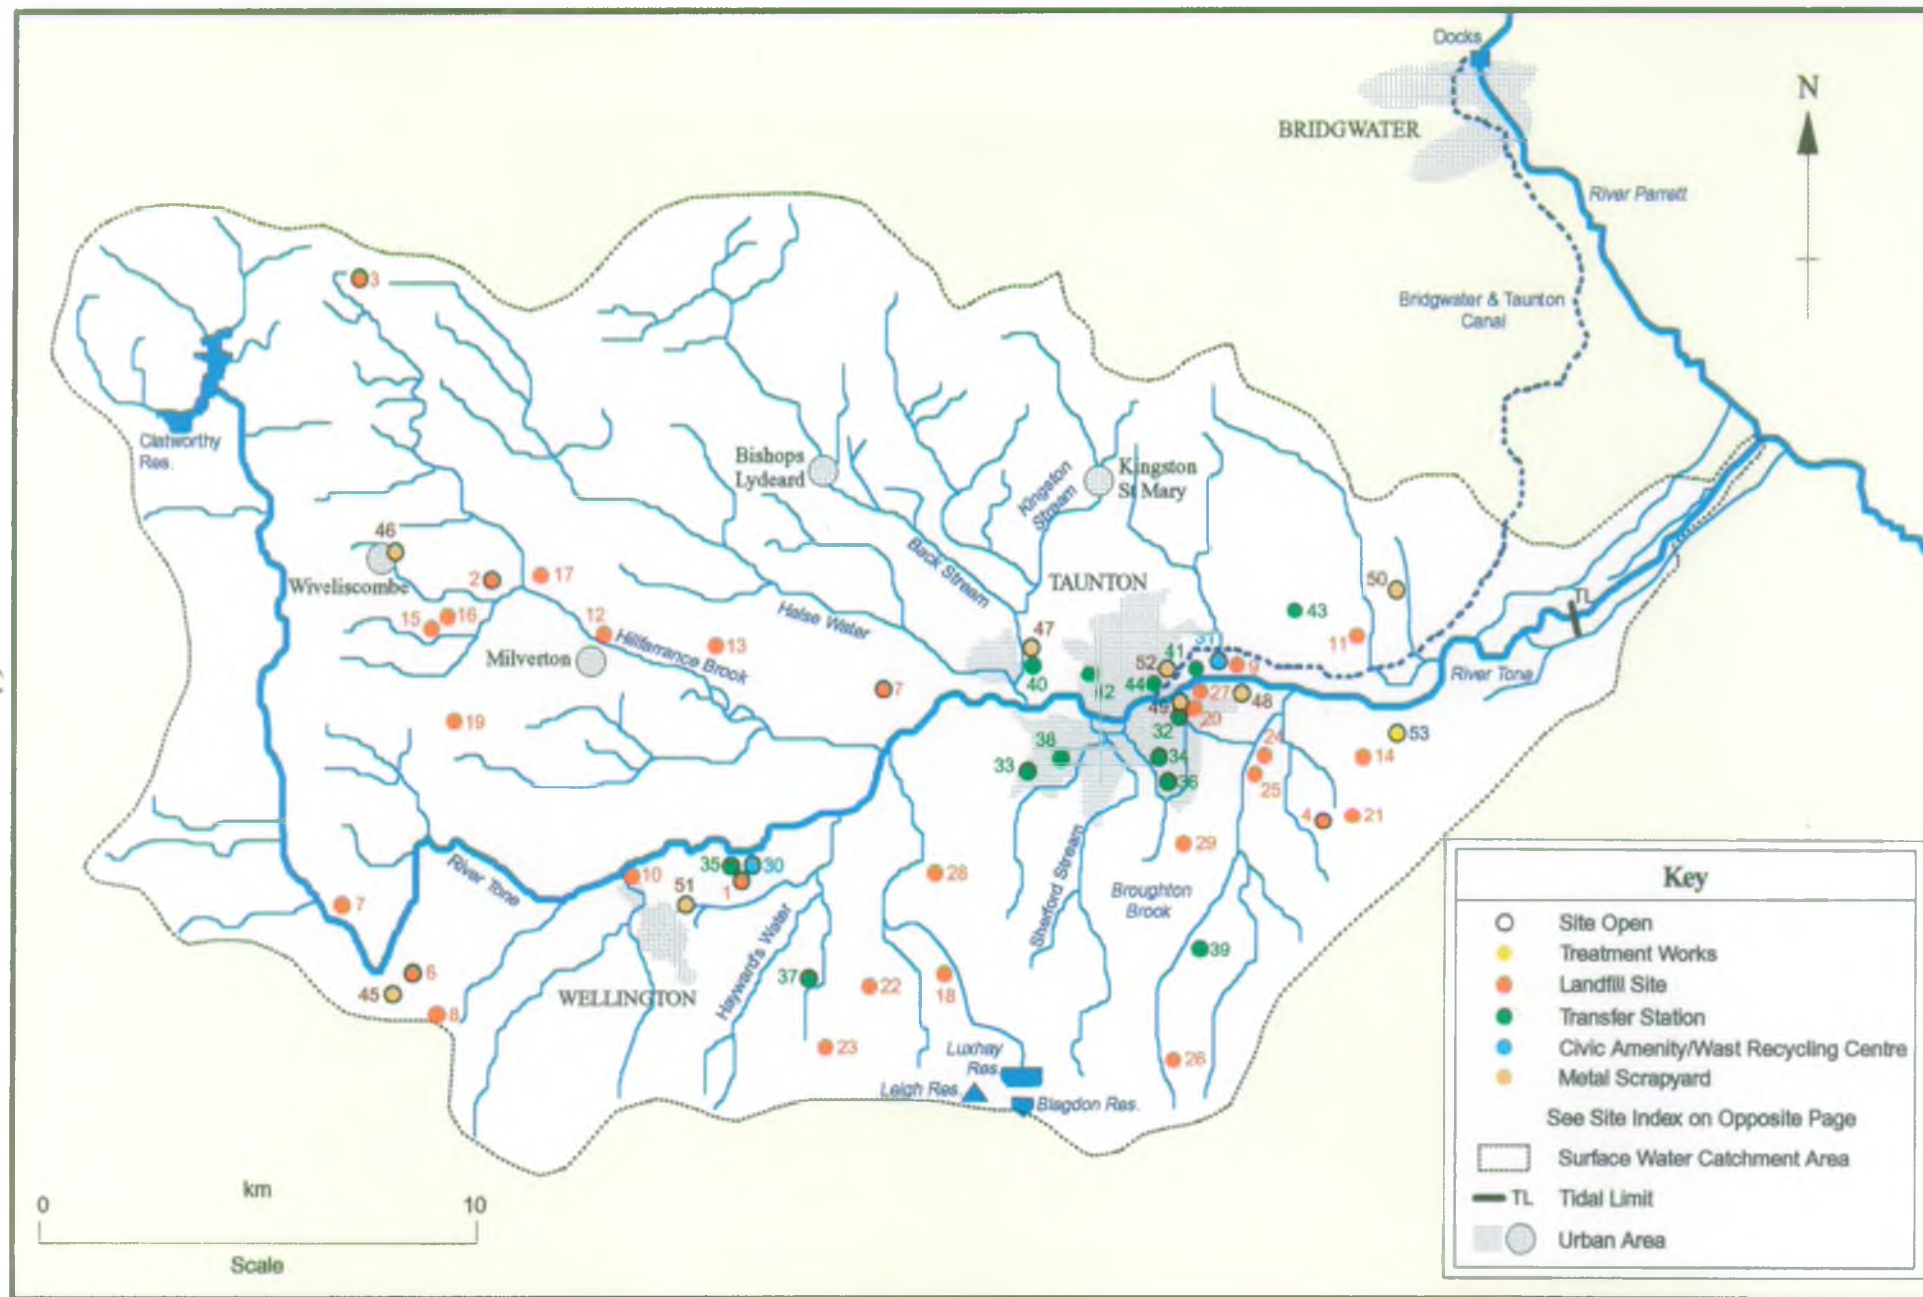 Docks
N
BRIDGWATER
River Parrett
3
Bridgwater & Taunton
Canal
Clatworthy
Res.
Bishops
Lydeard
Kingston
St Mary
Kingston
Stream
46
Wiveliscombe
2
17
Back Stream
TAUNTON
50
TL
15
16
12
13
Halse Water
47
43
11
Milverton
Hillfarrance Brook
7
40
12
52
41
31
9
44
27
48
River Tone
19
49
20
32
53
38
33
34
36
24
25
14
4
21
29
River Tone
10
35
30
1
51
28
Sherford Stream
Broughton
Brook
7
6
45
8
WELLINGTON
Hayward's Water
37
22
18
39
23
26
Luxhay
Res.
Leigh Res.
Blagdon Res.
km
0
10
Scale
Key
Site Open
Treatment Works
Landfill Site
Transfer Station
Civic Amenity/Wast Recycling Centre
Metal Scrapyard
See Site Index on Opposite Page
Surface Water Catchment Area
TL Tidal Limit
Urban Area